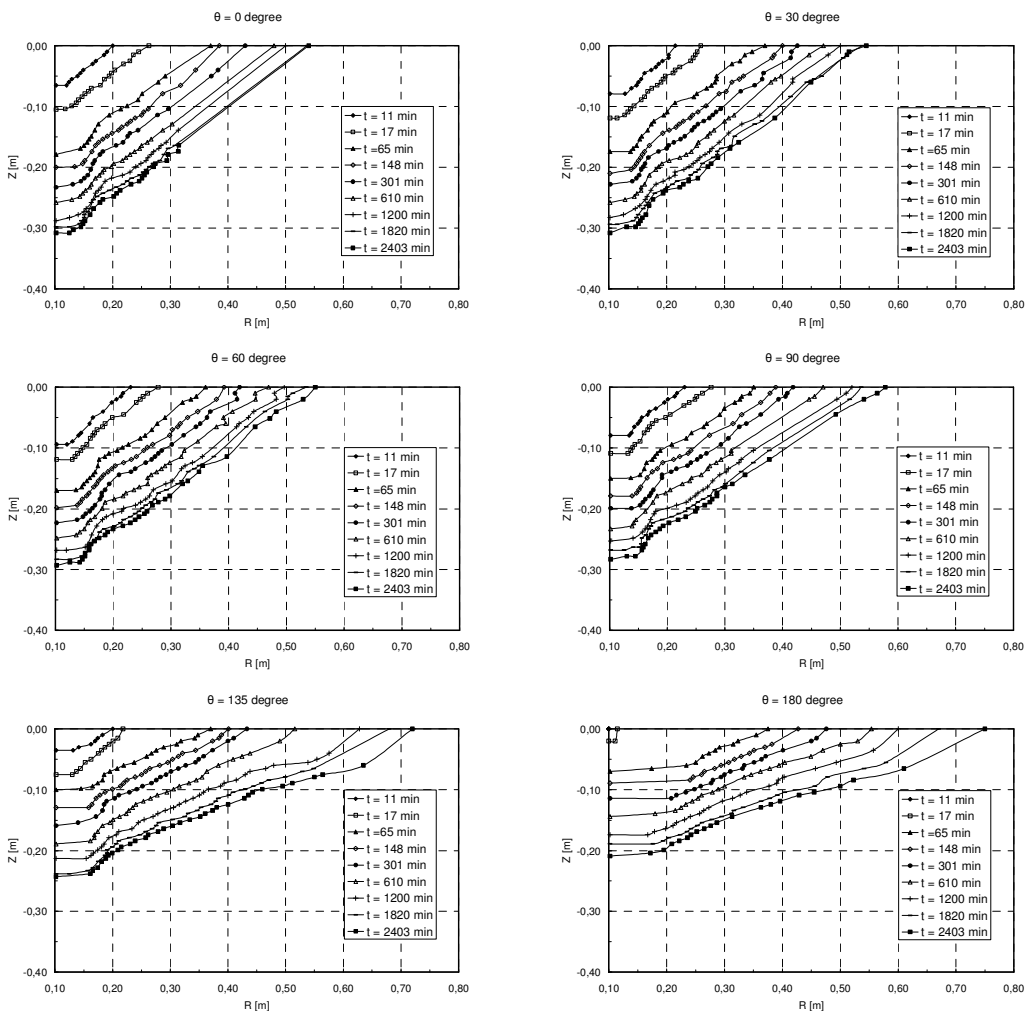 θ = 0 degree
0,00
-0,10
-0,20
-0,30
-0,40
Z [m]
0,10 0,20 0,30 0,40 0,50 0,60 0,70 0,80
R [m]
t = 11 min
t = 17 min
t =65 min
t = 148 min
t = 301 min
t = 610 min
t = 1200 min
t = 1820 min
t = 2403 min
θ = 30 degree
0,00
-0,10
-0,20
-0,30
-0,40
Z [m]
0,10 0,20 0,30 0,40 0,50 0,60 0,70 0,80
R [m]
t = 11 min
t = 17 min
t =65 min
t = 148 min
t = 301 min
t = 610 min
t = 1200 min
t = 1820 min
t = 2403 min
θ = 60 degree
0,00
-0,10
-0,20
-0,30
-0,40
Z [m]
0,10 0,20 0,30 0,40 0,50 0,60 0,70 0,80
R [m]
t = 11 min
t = 17 min
t =65 min
t = 148 min
t = 301 min
t = 610 min
t = 1200 min
t = 1820 min
t = 2403 min
θ = 90 degree
0,00
-0,10
-0,20
-0,30
-0,40
Z [m]
0,10 0,20 0,30 0,40 0,50 0,60 0,70 0,80
R [m]
t = 11 min
t = 17 min
t =65 min
t = 148 min
t = 301 min
t = 610 min
t = 1200 min
t = 1820 min
t = 2403 min
θ = 135 degree
0,00
-0,10
-0,20
-0,30
-0,40
Z [m]
0,10 0,20 0,30 0,40 0,50 0,60 0,70 0,80
R [m]
t = 11 min
t = 17 min
t =65 min
t = 148 min
t = 301 min
t = 610 min
t = 1200 min
t = 1820 min
t = 2403 min
θ = 180 degree
0,00
-0,10
-0,20
-0,30
-0,40
Z [m]
0,10 0,20 0,30 0,40 0,50 0,60 0,70 0,80
R [m]
t = 11 min
t = 17 min
t =65 min
t = 148 min
t = 301 min
t = 610 min
t = 1200 min
t = 1820 min
t = 2403 min